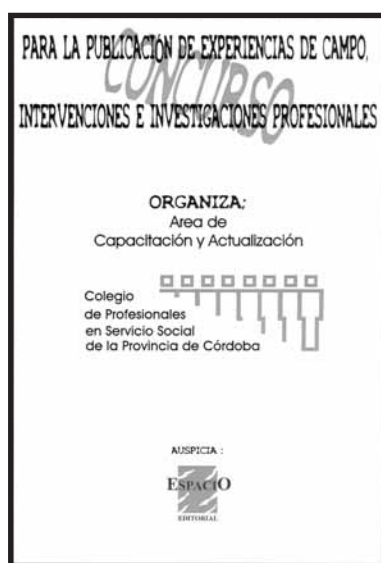 CONCURSO
PARA LA PUBLICACIÓN DE EXPERIENCIAS DE CAMPO,
INTERVENCIONES E INVESTIGACIONES PROFESIONALES
ORGANIZA:
Area de
Capacitación y Actualización
Colegio
de Profesionales
en Servicio Social
de la Provincia de Córdoba
AUSPICIA :
ESPACIO
EDITORIAL